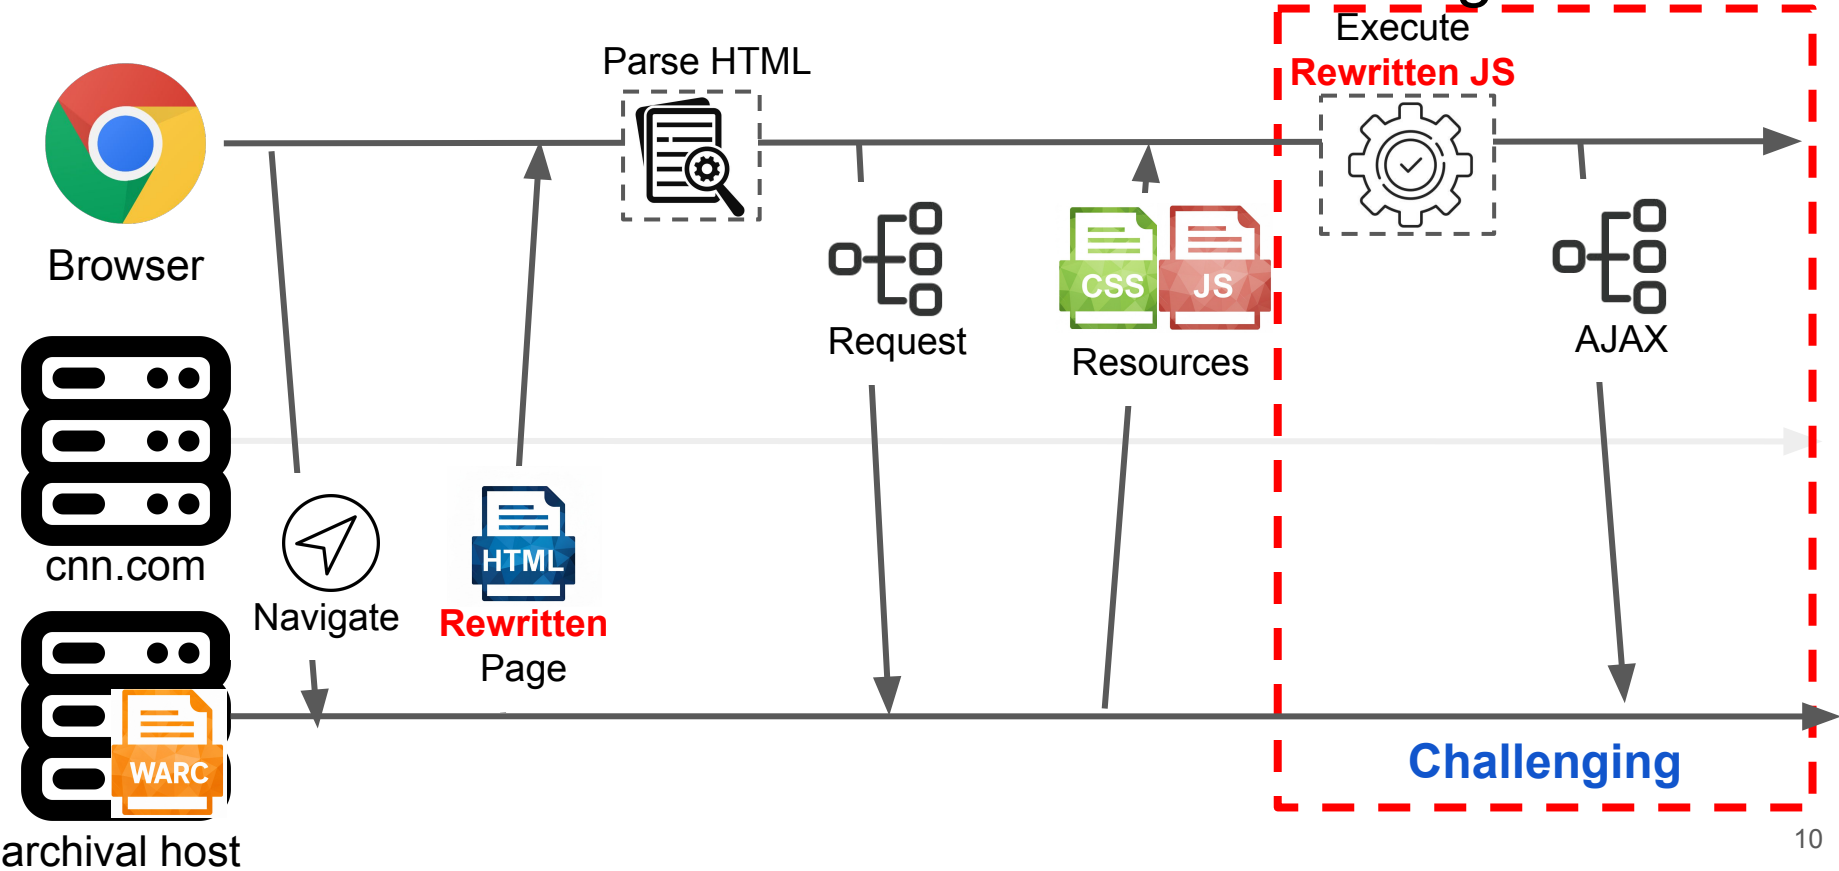 Execute
Rewritten JS
Parse HTML
Browser
CSS
JS
Request
Resources
AJAX
cnn.com
HTML
Navigate
Rewritten
Page
WARC
Challenging
archival host
10